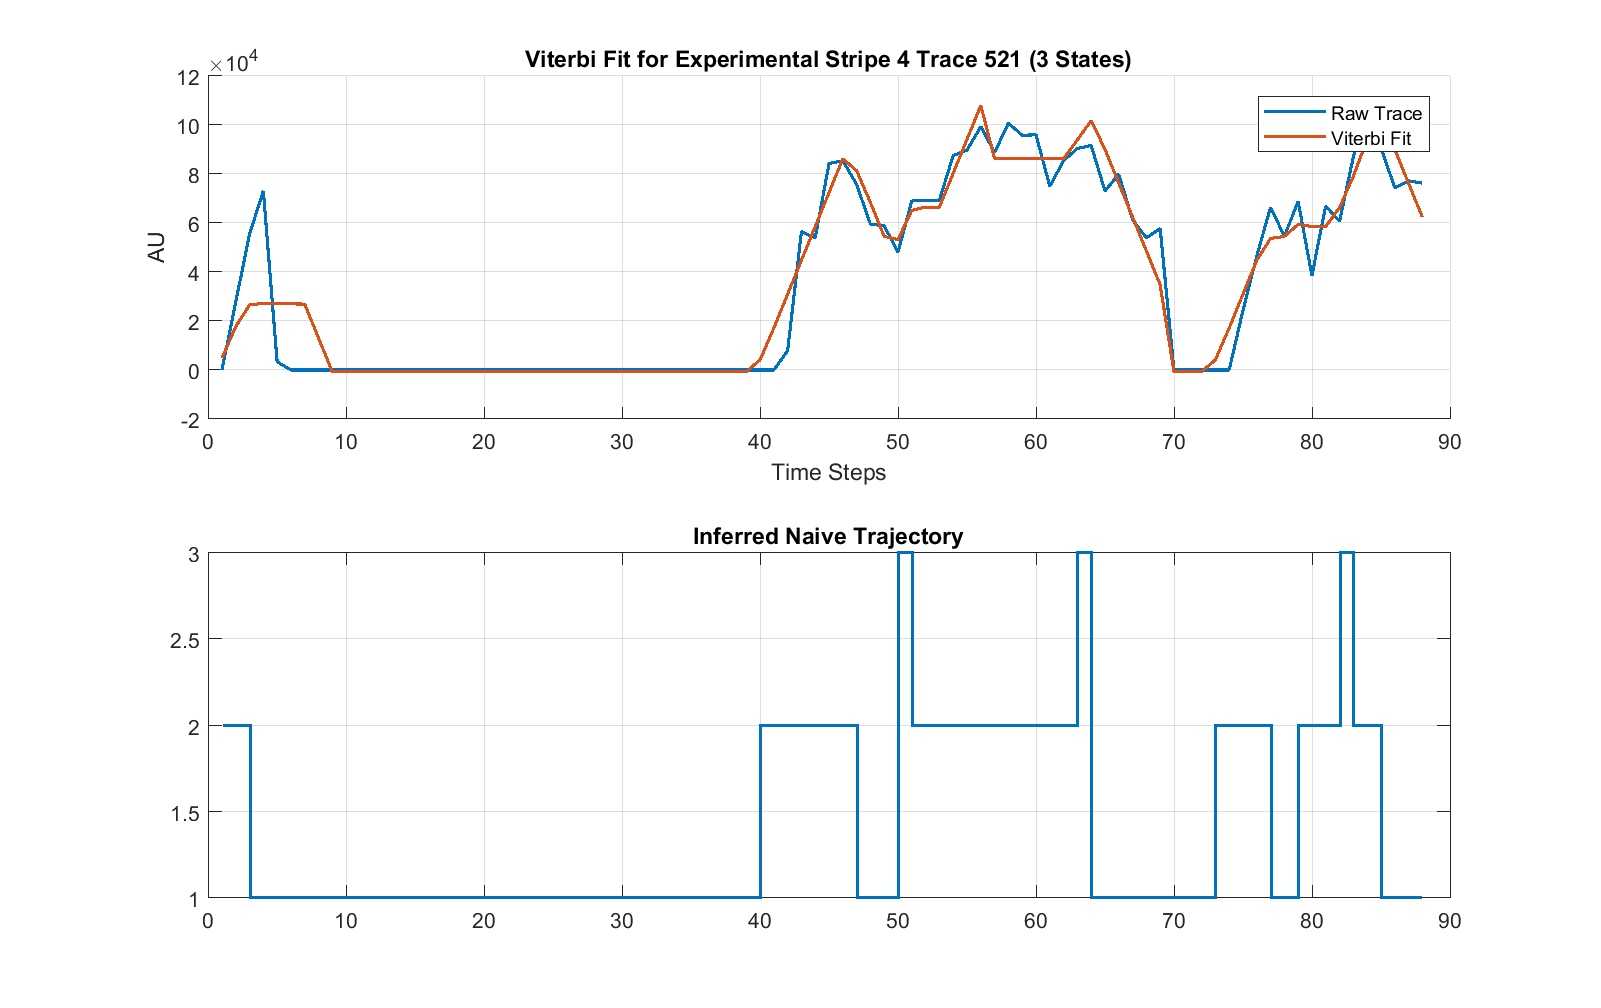 Viterbi Fit for Experimental Stripe 4 Trace 521 (3 States)
×10⁴
12
10
8
6
4
2
0
-2
AU
Raw Trace
Viterbi Fit
0 10 20 30 40 50 60 70 80 90
Time Steps
Inferred Naive Trajectory
3
2.5
2
1.5
1
0 10 20 30 40 50 60 70 80 90